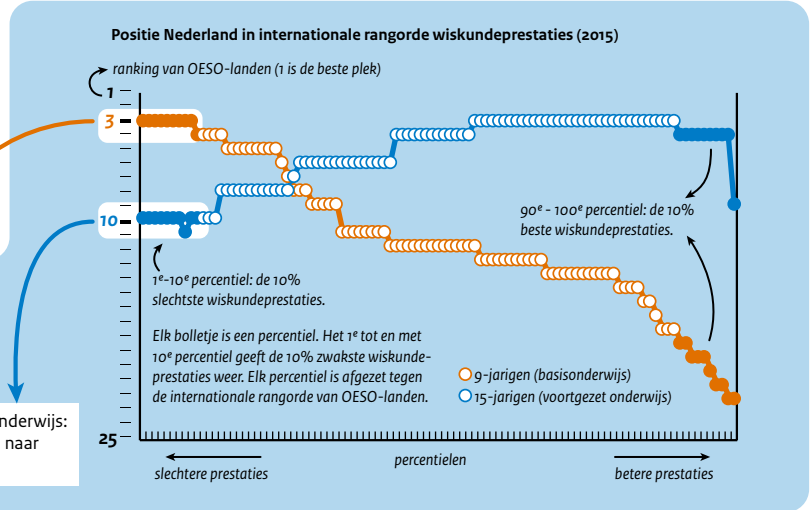 Positie Nederland in internationale rangorde wiskundeprestaties (2015)
ranking van OESO-landen (1 is de beste plek)
1
3
10
25
90e - 100e percentiel: de 10%
beste wiskundeprestaties.
1e-10e percentiel: de 10%
slechtste wiskundeprestaties.
Elk bolletje is een percentiel. Het 1e tot en met
10e percentiel geeft de 10% zwakste wiskunde-
prestaties weer. Elk percentiel is afgezet tegen
de internationale rangorde van OESO-landen.
9-jarigen (basisonderwijs)
15-jarigen (voortgezet onderwijs)
nderwijs:
naar
slechtere prestaties
percentielen
betere prestaties